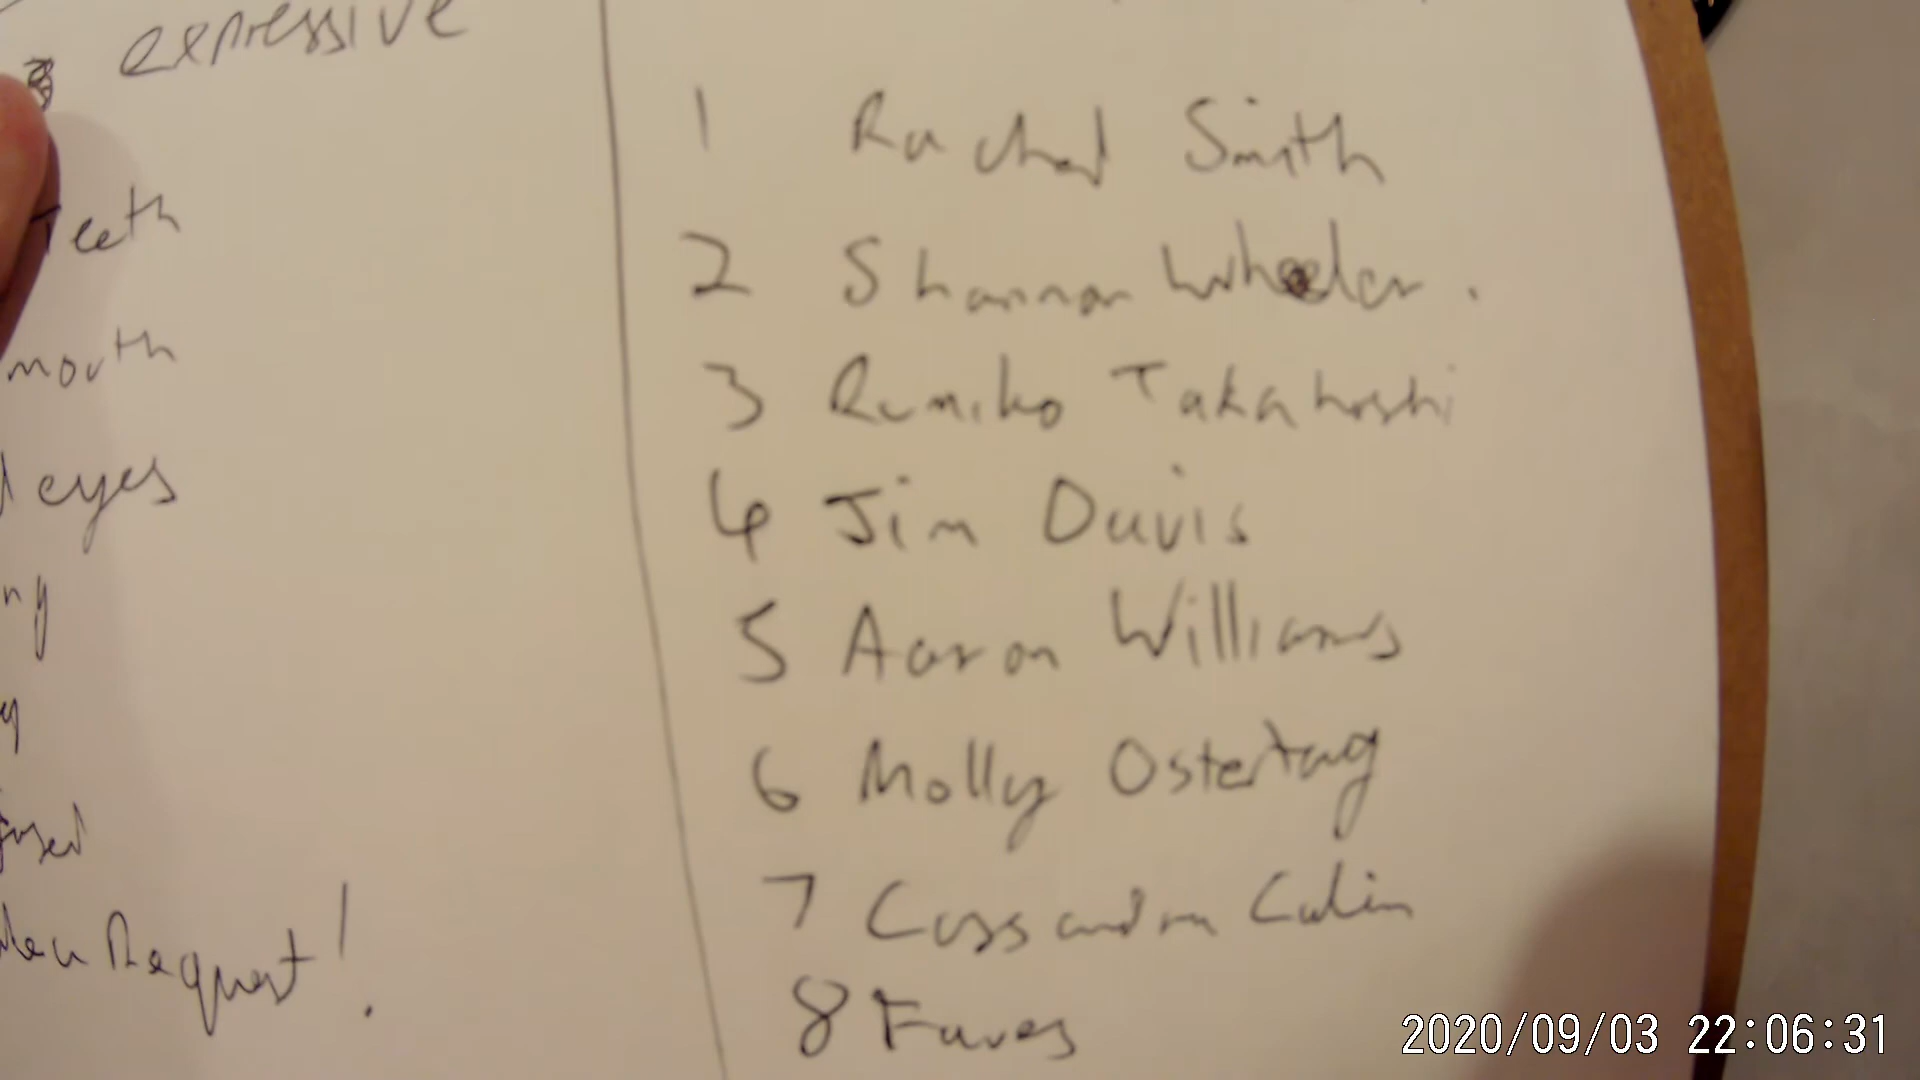 expressive
Teeth
mouth
eyes
Request!
1 Rachel Smith
2 Shannon Wheeler.
3 Rumiko Takahashi
4 Jim Davis
5 Aaron Williams
6 Molly Ostertag
7 Cassandra Calin
8 Faves
2020/09/03 22:06:31